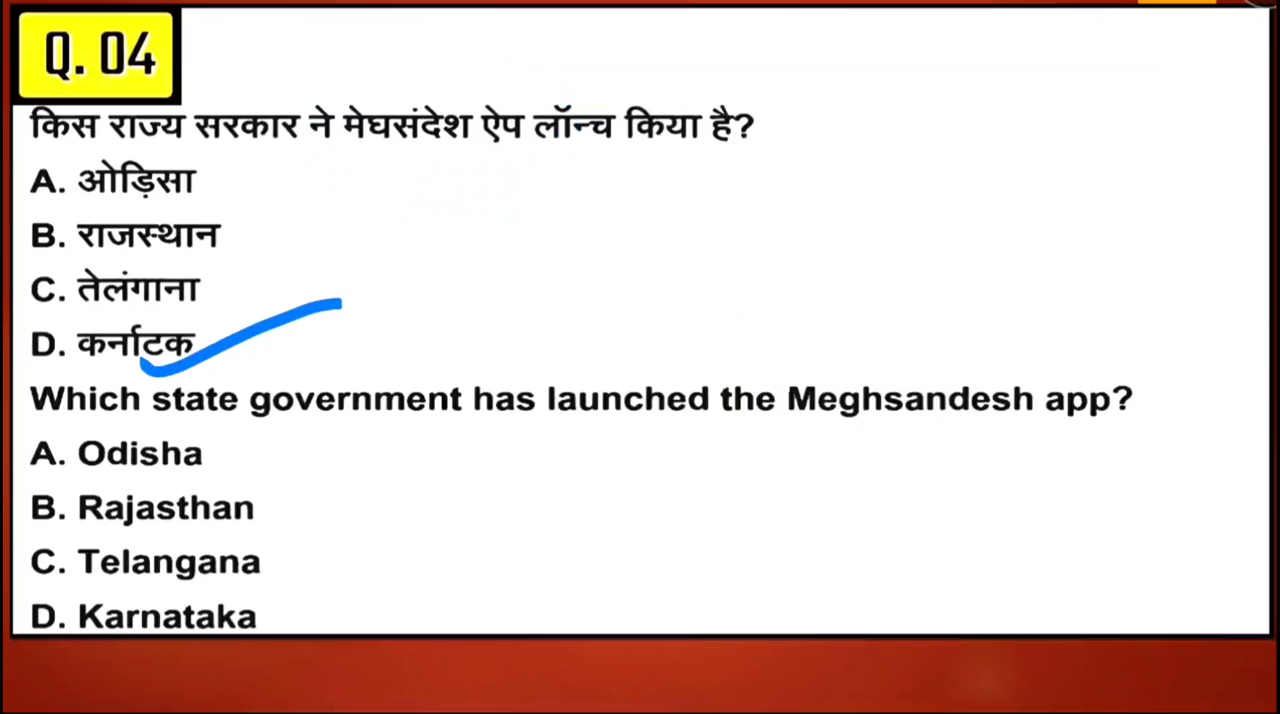 Q. 04
किस राज्य सरकार ने मेघसंदेश ऐप लॉन्च किया है?
A. ओड़िसा
B. राजस्थान
C. तेलंगाना
D. कर्नाटक
Which state government has launched the Meghsandesh app?
A. Odisha
B. Rajasthan
C. Telangana
D. Karnataka